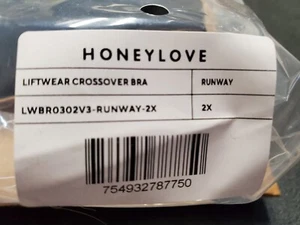 HONEYLOVE
LIFTWEAR CROSSOVER BRA RUNWAY
LWBR0302V3-RUNWAY-2X 2X
754932787750